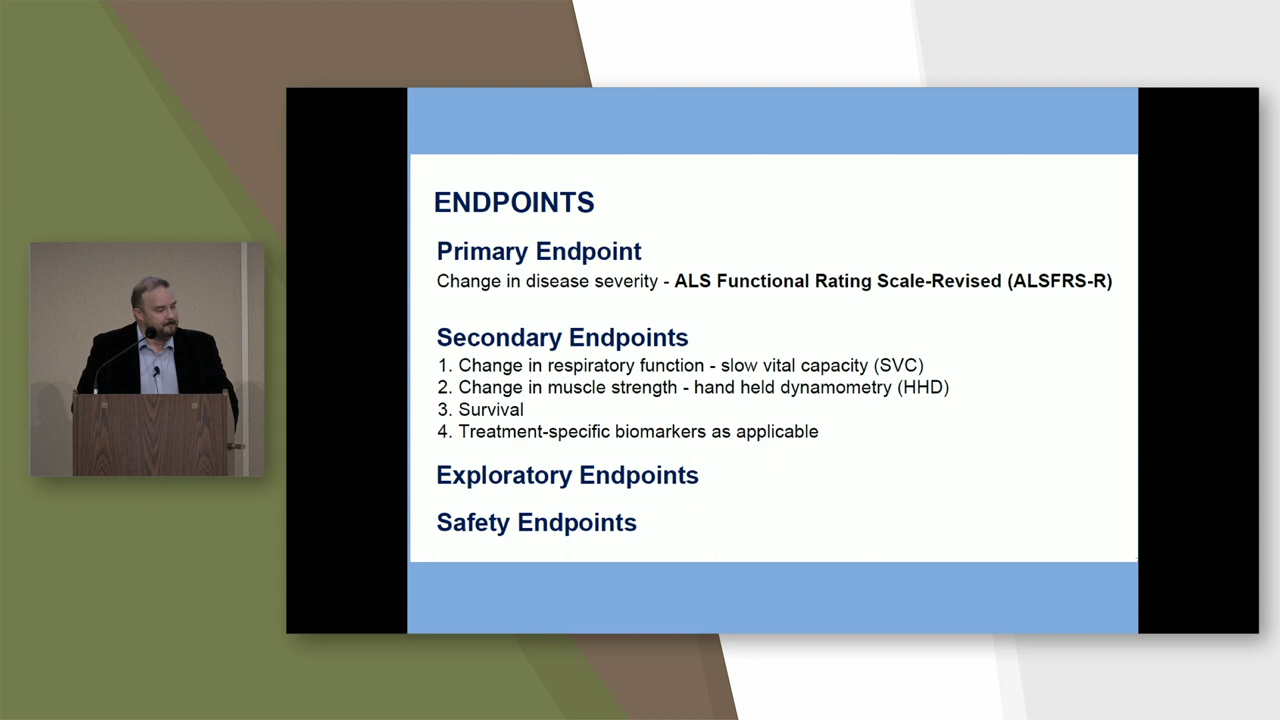 ENDPOINTS
Primary Endpoint
Change in disease severity - ALS Functional Rating Scale-Revised (ALSFRS-R)
Secondary Endpoints
1. Change in respiratory function - slow vital capacity (SVC)
2. Change in muscle strength - hand held dynamometry (HHD)
3. Survival
4. Treatment-specific biomarkers as applicable
Exploratory Endpoints
Safety Endpoints